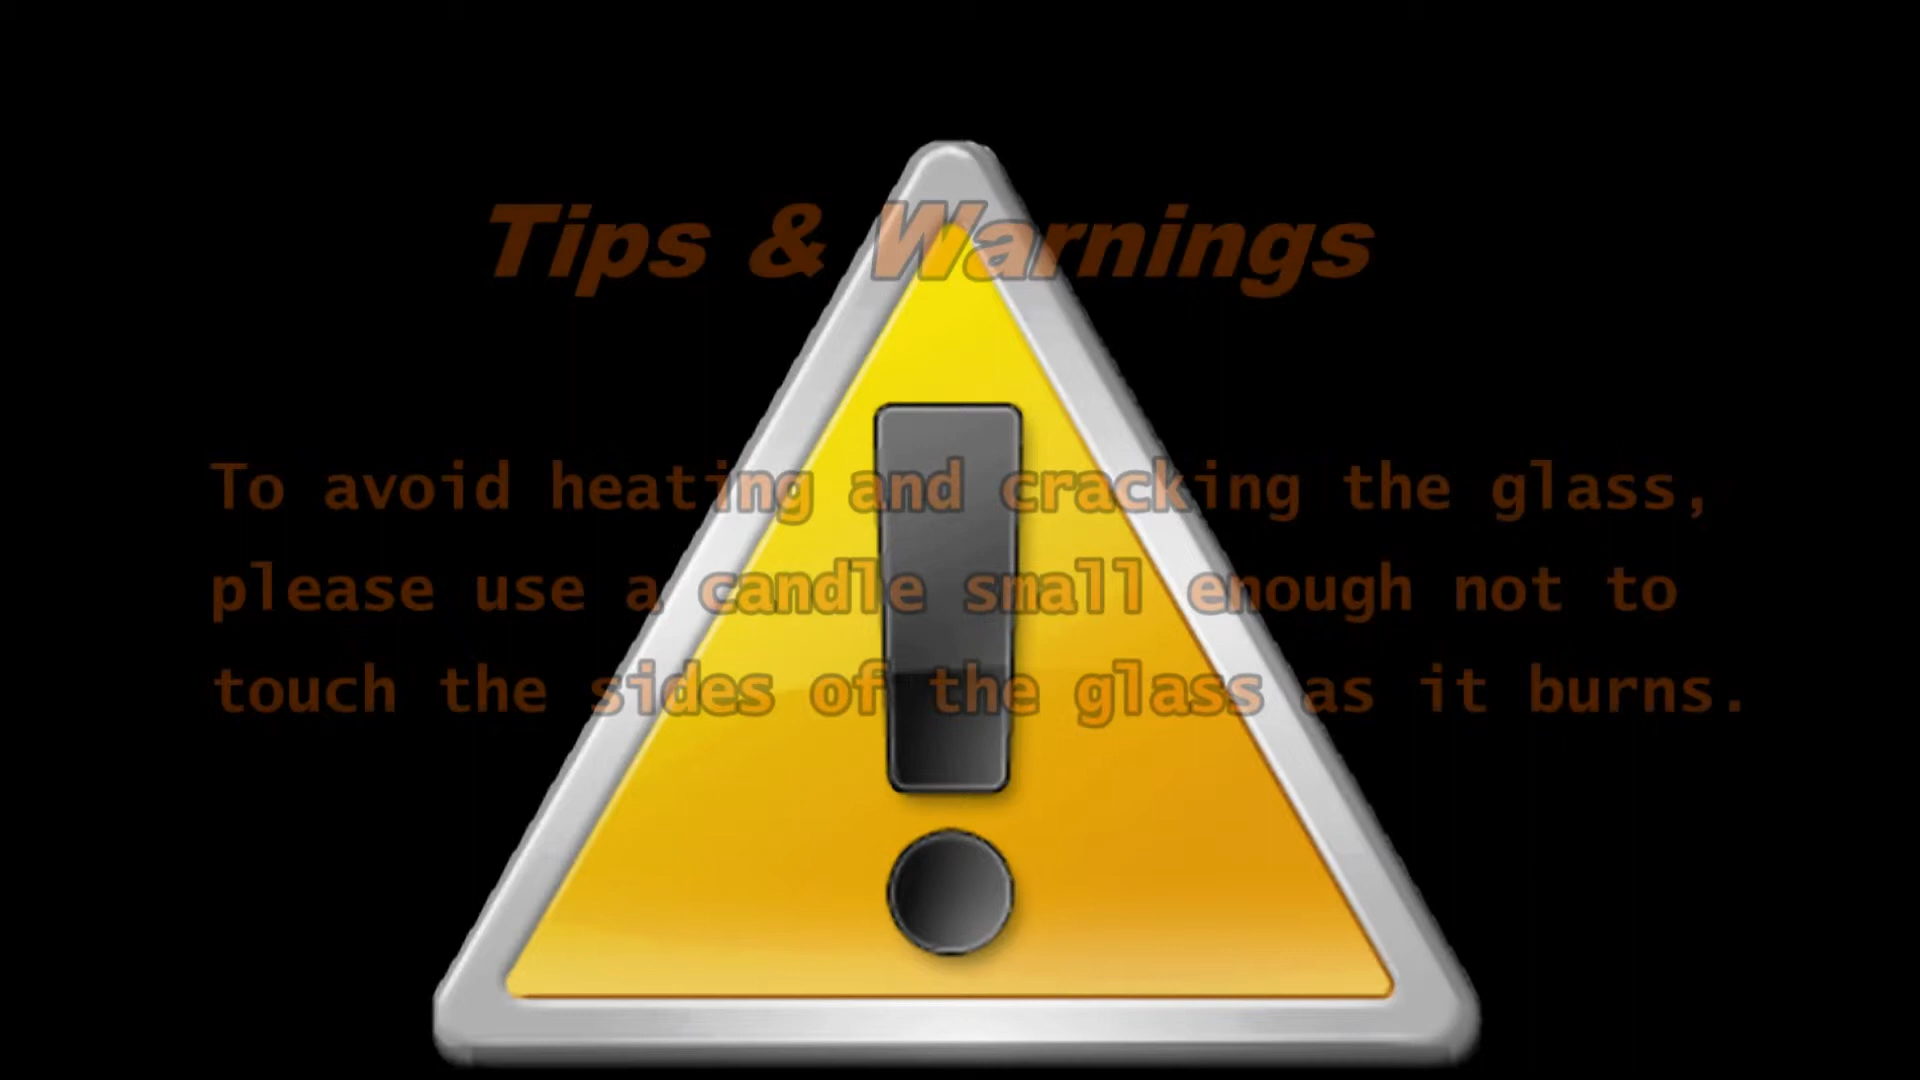 Tips & Warnings
To avoid heating and cracking the glass,
please use a candle small enough not to
touch the sides of the glass as it burns.